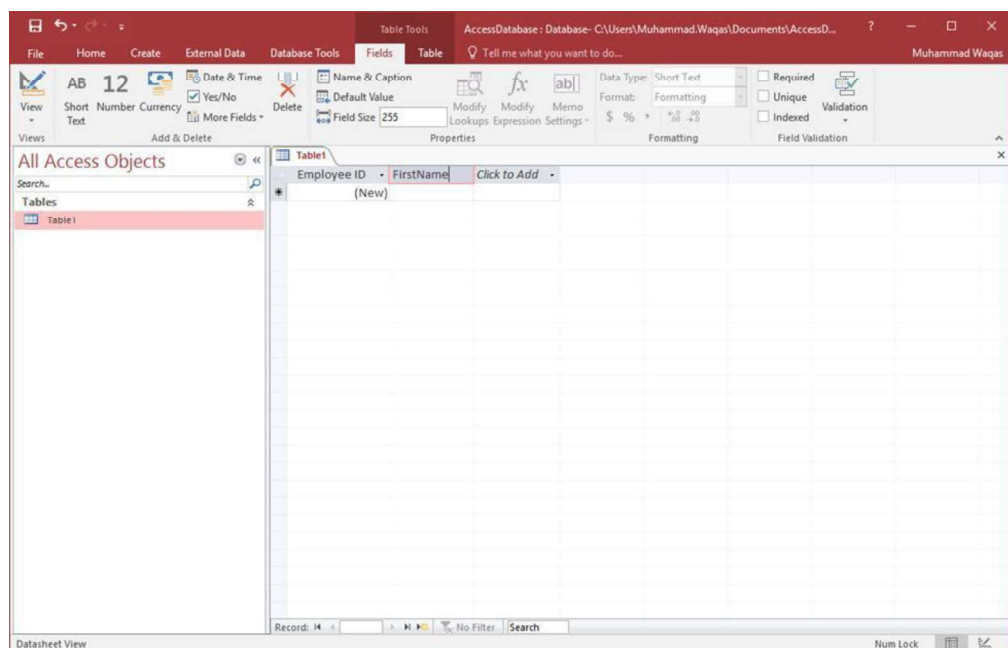 Table Tools AccessDatabase : Database- C:\Users\Muhammad.Waqas\Documents\AccessD... ?
File Home Create External Data Database Tools Fields Table Tell me what you want to do... Muhammad Waqas
View
Views
AB Short Text
12 Number
Currency
Date & Time
Yes/No
More Fields
Delete
Add & Delete
Name & Caption
Default Value
Field Size 255
Modify Lookups
fx Modify Expression
ab Memo Settings
Properties
Data Type: Short Text
Format: Formatting
$ %
Formatting
Required
Unique
Indexed
Validation
Field Validation
All Access Objects
Search...
Tables
Table1
Table1
Employee ID FirstName Click to Add
(New)
Record: No Filter Search
Datasheet View Num Lock